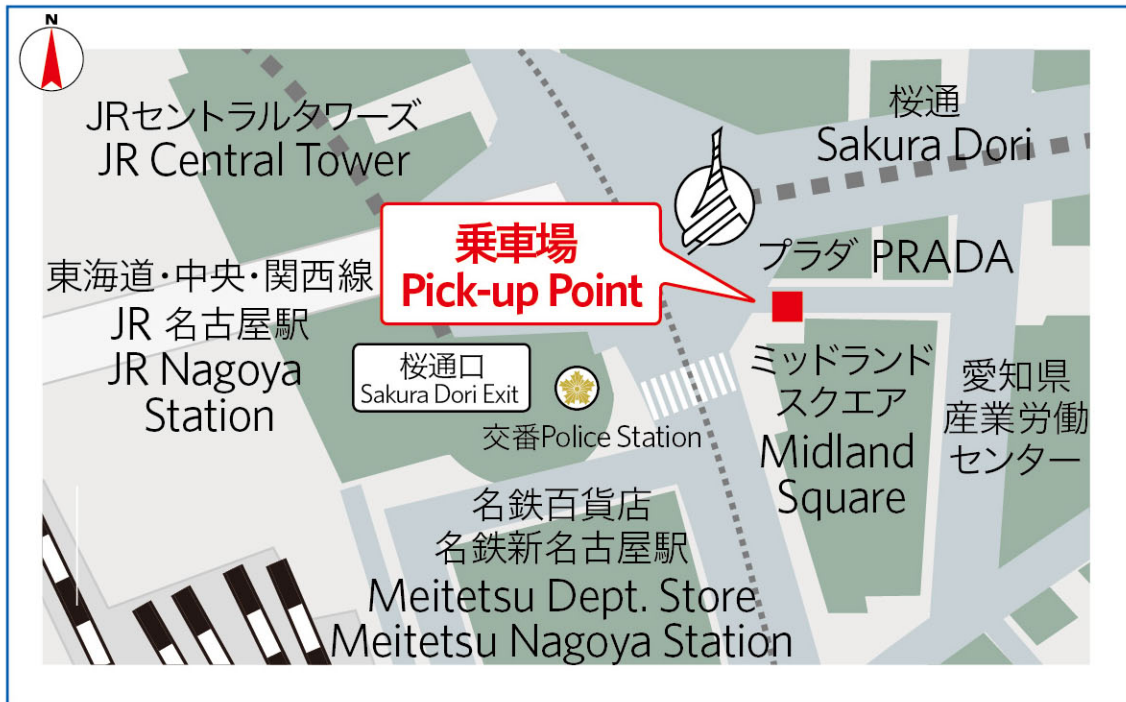 N
JRセントラルタワーズ
JR Central Tower
桜通
Sakura Dori
乗車場
Pick-up Point
プラダ PRADA
東海道・中央・関西線
JR 名古屋駅
JR Nagoya
Station
桜通口
Sakura Dori Exit
交番Police Station
ミッドランド
スクエア
Midland
Square
愛知県
産業労働
センター
名鉄百貨店
名鉄新名古屋駅
Meitetsu Dept. Store
Meitetsu Nagoya Station